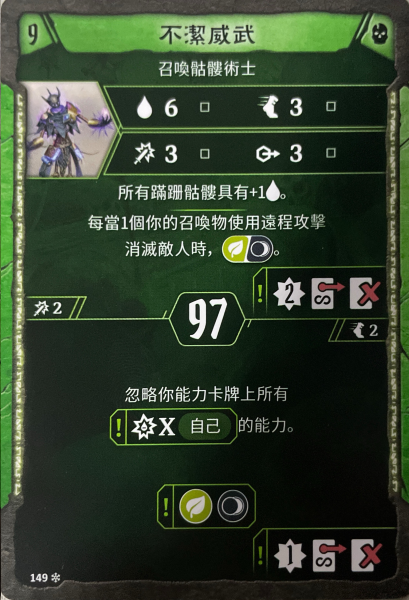 9 不潔威武
召喚骷髏術士
6 3
3 3
所有蹣跚骷髏具有+1。
每當1個你的召喚物使用遠程攻擊
消滅敵人時，。
! 2 S
2 97 2
忽略你能力卡牌上所有
! X 自己 的能力。
!
! 1 S
149